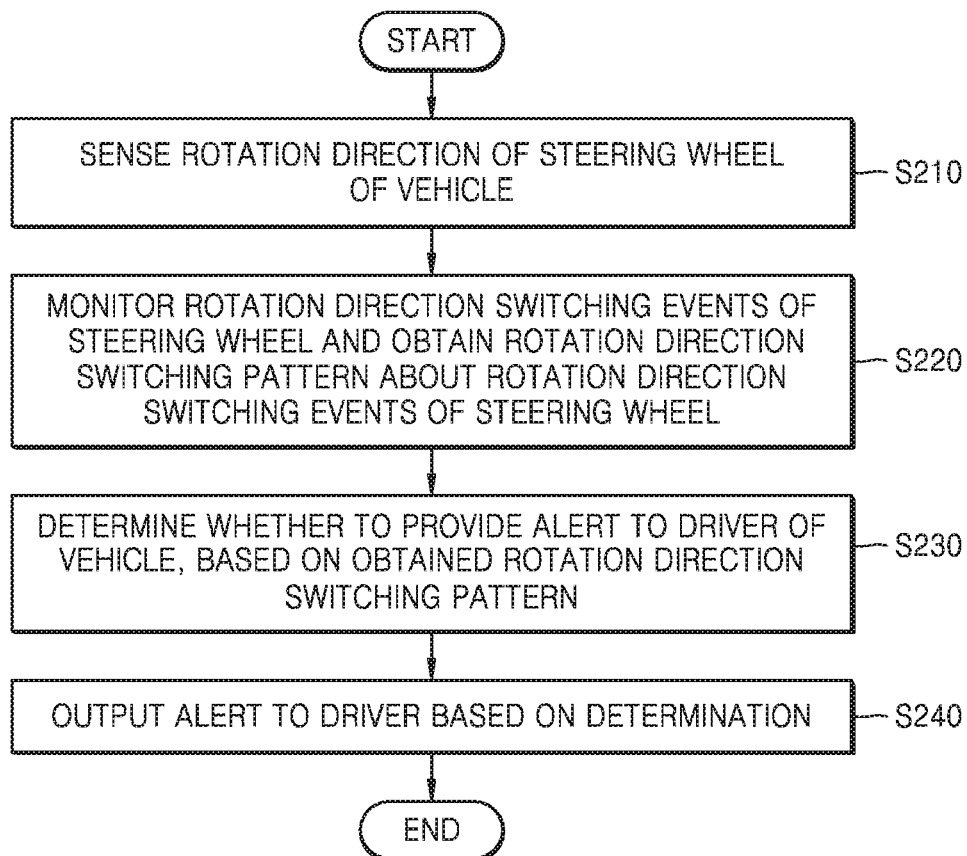 START
SENSE ROTATION DIRECTION OF STEERING WHEEL
OF VEHICLE
S210
MONITOR ROTATION DIRECTION SWITCHING EVENTS OF
STEERING WHEEL AND OBTAIN ROTATION DIRECTION
SWITCHING PATTERN ABOUT ROTATION DIRECTION
SWITCHING EVENTS OF STEERING WHEEL
S220
DETERMINE WHETHER TO PROVIDE ALERT TO DRIVER OF
VEHICLE, BASED ON OBTAINED ROTATION DIRECTION
SWITCHING PATTERN
S230
OUTPUT ALERT TO DRIVER BASED ON DETERMINATION
S240
END